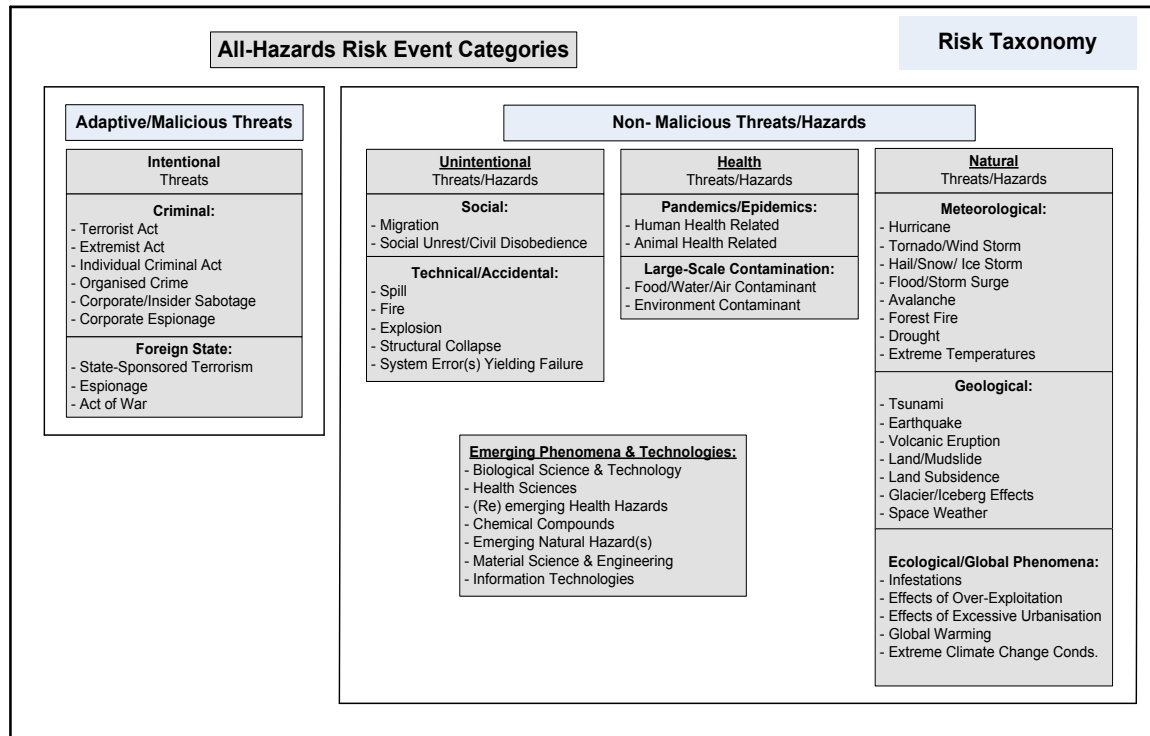 All-Hazards Risk Event Categories
Risk Taxonomy
Adaptive/Malicious Threats
Intentional
Threats
Criminal:
- Terrorist Act
- Extremist Act
- Individual Criminal Act
- Organised Crime
- Corporate/Insider Sabotage
- Corporate Espionage
Foreign State:
- State-Sponsored Terrorism
- Espionage
- Act of War
Non- Malicious Threats/Hazards
Unintentional
Threats/Hazards
Social:
- Migration
- Social Unrest/Civil Disobedience
Technical/Accidental:
- Spill
- Fire
- Explosion
- Structural Collapse
- System Error(s) Yielding Failure
Health
Threats/Hazards
Pandemics/Epidemics:
- Human Health Related
- Animal Health Related
Large-Scale Contamination:
- Food/Water/Air Contaminant
- Environment Contaminant
Natural
Threats/Hazards
Meteorological:
- Hurricane
- Tornado/Wind Storm
- Hail/Snow/ Ice Storm
- Flood/Storm Surge
- Avalanche
- Forest Fire
- Drought
- Extreme Temperatures
Geological:
- Tsunami
- Earthquake
- Volcanic Eruption
- Land/Mudslide
- Land Subsidence
- Glacier/Iceberg Effects
- Space Weather
Ecological/Global Phenomena:
- Infestations
- Effects of Over-Exploitation
- Effects of Excessive Urbanisation
- Global Warming
- Extreme Climate Change Conds.
Emerging Phenomena & Technologies:
- Biological Science & Technology
- Health Sciences
- (Re) emerging Health Hazards
- Chemical Compounds
- Emerging Natural Hazard(s)
- Material Science & Engineering
- Information Technologies